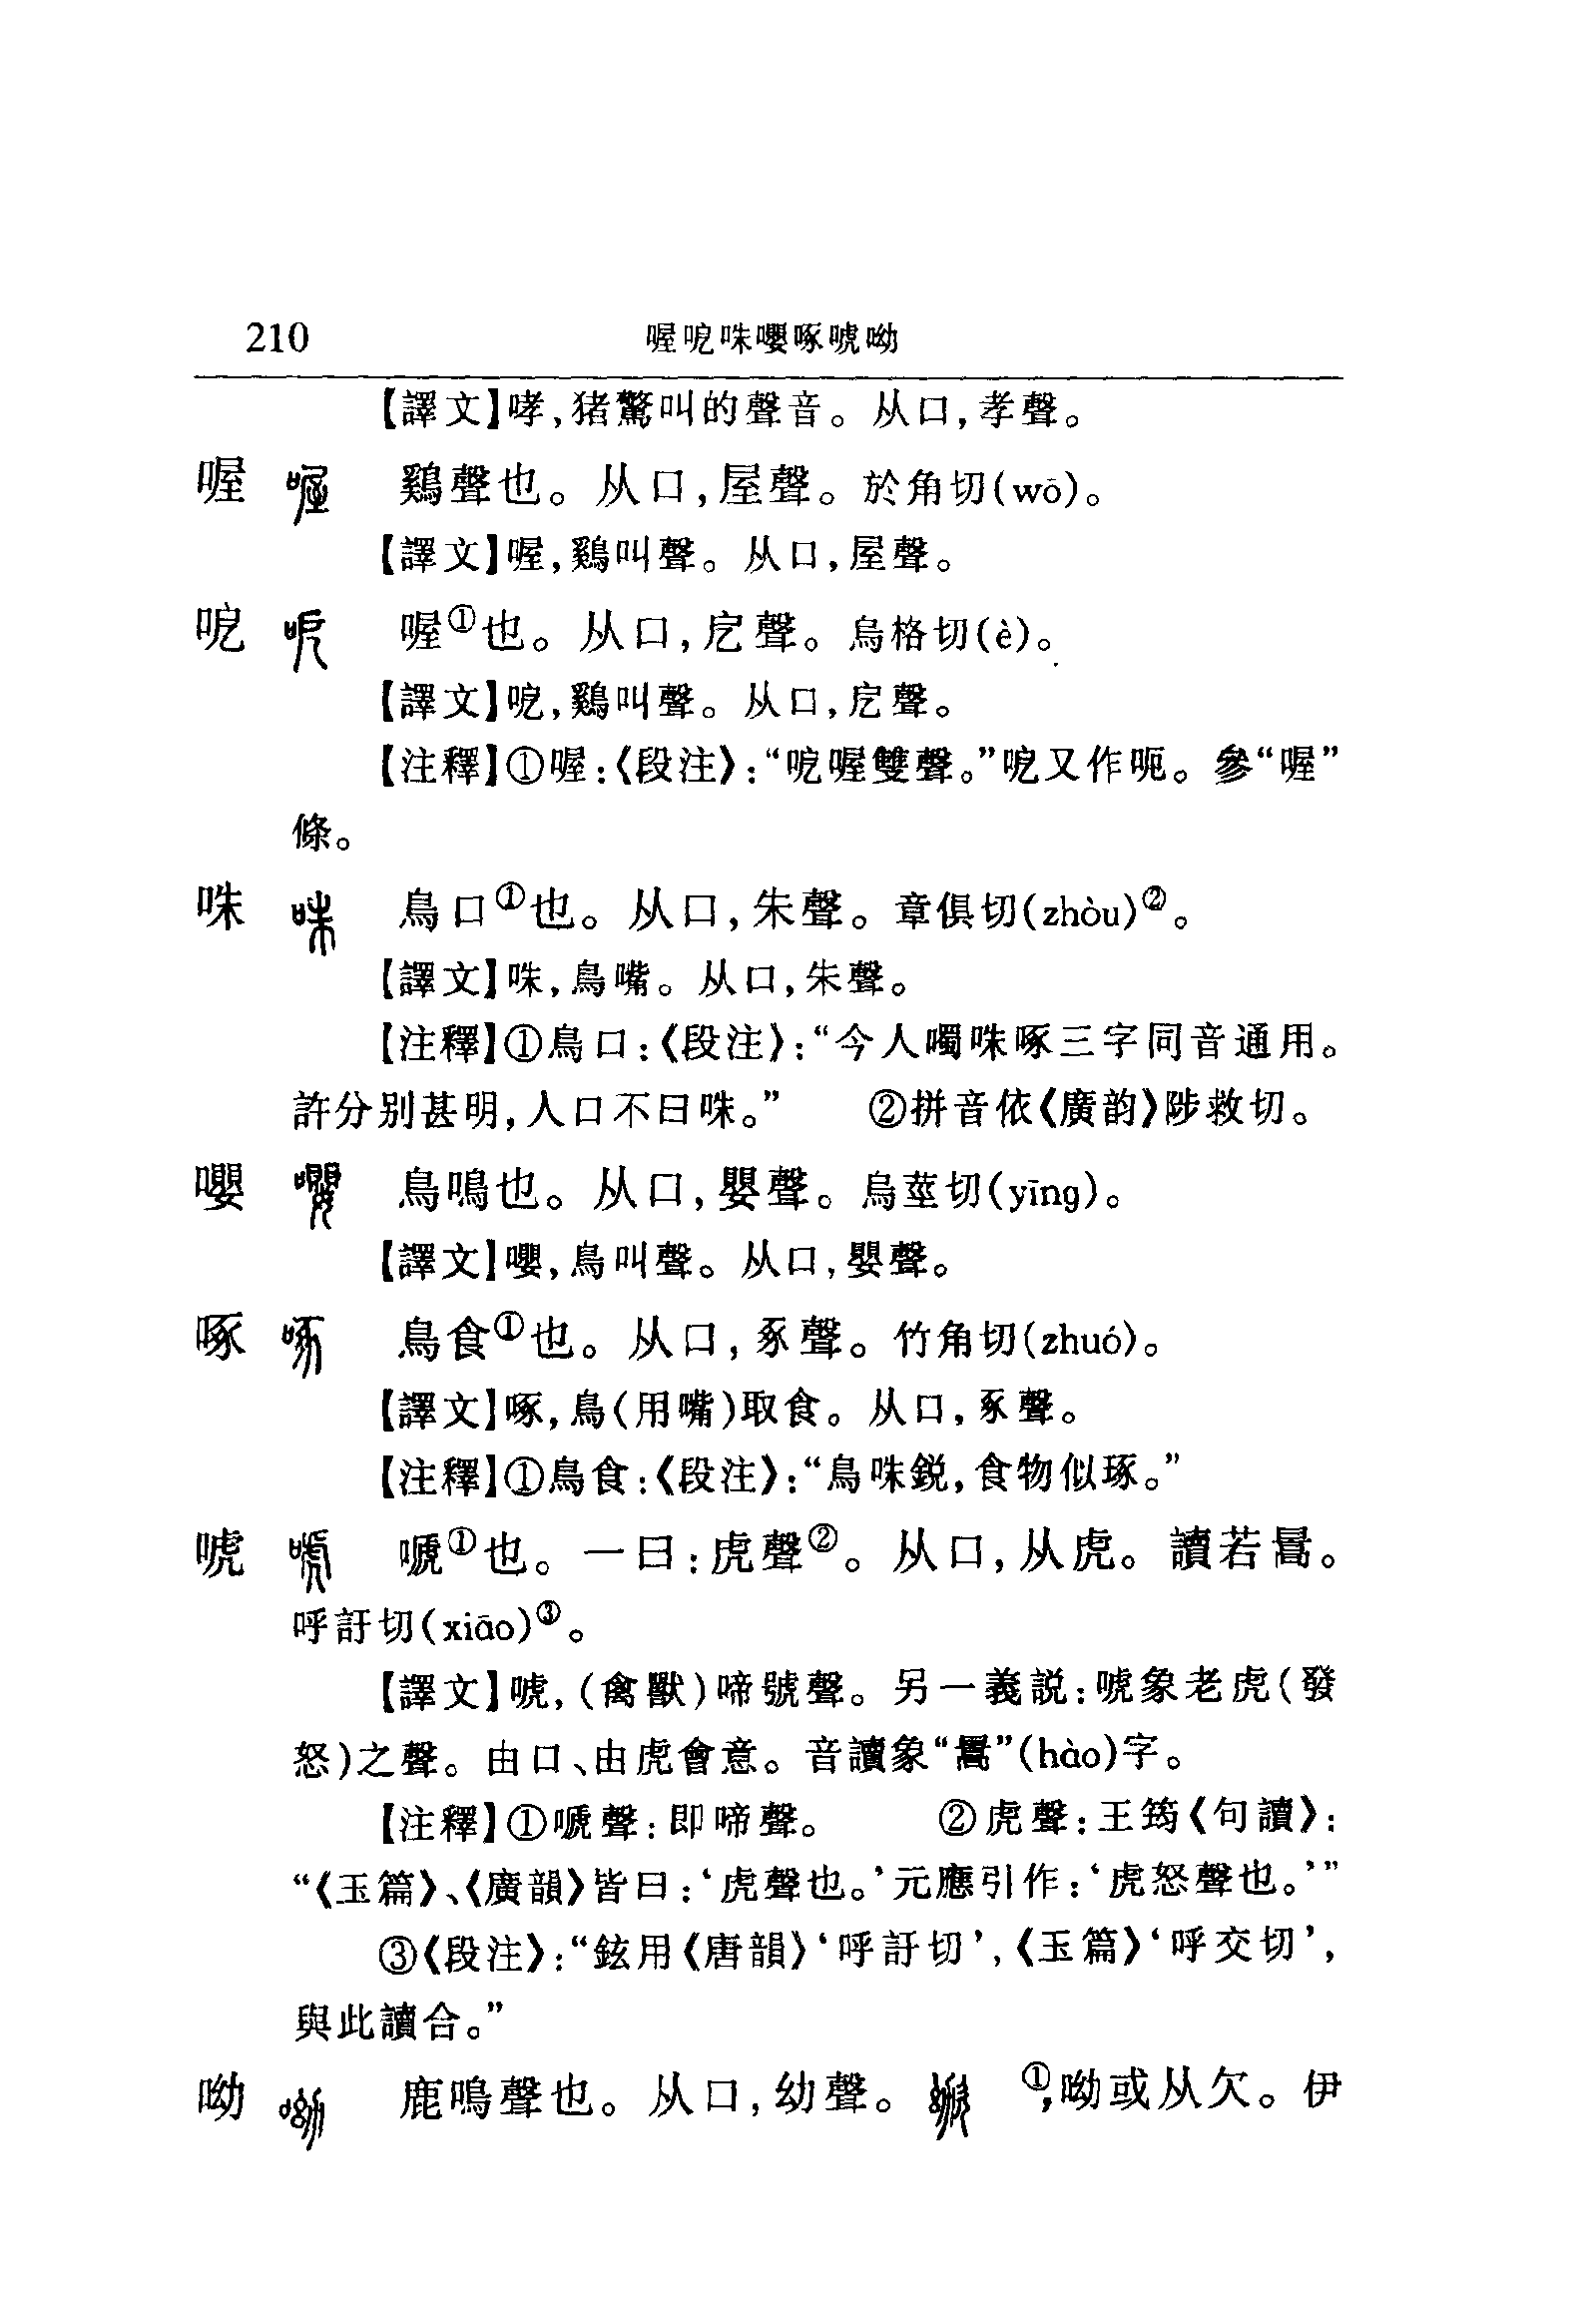 210 喔呝咮嚶啄唬呦
【譯文】哮,猪驚叫的聲音。从口,孝聲。
喔 鷄聲也。从口,屋聲。於角切(wō)。
【譯文】喔,鷄叫聲。从口,屋聲。
呝 喔①也。从口,戹聲。烏格切(è)。
【譯文】呝,鷄叫聲。从口,戹聲。
【注釋】①喔:《段注》:“呝喔雙聲。”呝又作呃。參“喔”
條。
咮 鳥口①也。从口,朱聲。章俱切(zhòu)②。
【譯文】咮,鳥嘴。从口,朱聲。
【注釋】①鳥口:《段注》:“今人噣咮啄三字同音通用。
許分别甚明,人口不曰咮。” ②拼音依《廣韵》陟救切。
嚶 鳥鳴也。从口,嬰聲。烏莖切(yīng)。
【譯文】嚶,鳥叫聲。从口,嬰聲。
啄 鳥食①也。从口,豖聲。竹角切(zhuó)。
【譯文】啄,鳥(用嘴)取食。从口,豖聲。
【注釋】①鳥食:《段注》:“鳥咮鋭,食物似琢。”
唬 嗁①也。一曰:虎聲②。从口,从虎。讀若暠。
呼訏切(xiāo)③。
【譯文】唬,(禽獸)啼號聲。另一義説:唬象老虎(發
怒)之聲。由口、由虎會意。音讀象“暠”(hào)字。
【注釋】①嗁聲:即啼聲。 ②虎聲:王筠《句讀》:
“《玉篇》、《廣韻》皆曰:‘虎聲也。’元應引作:‘虎怒聲也。’”
③《段注》:“鉉用《唐韻》‘呼訏切’,《玉篇》‘呼交切’,
與此讀合。”
呦 鹿鳴聲也。从口,幼聲。 ①,呦或从欠。伊